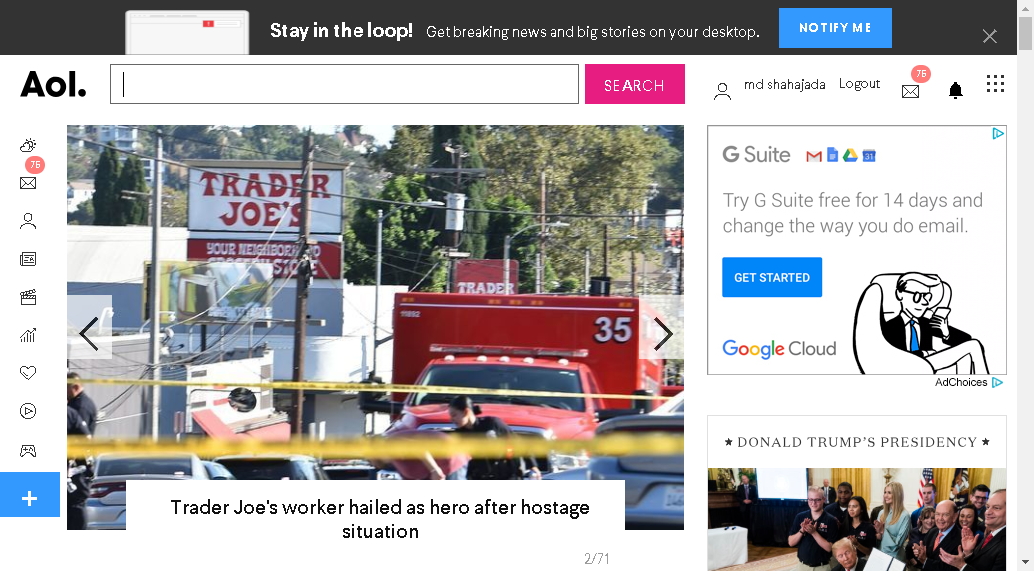 Stay in the loop! Get breaking news and big stories on your desktop.
NOTIFY ME
Aol.
SEARCH
md shahajada
Logout
76
76
TRADER
JOE'S
YOUR NEIGHBORHOOD
GROCERY STORE
TRADER
11892
35
Trader Joe's worker hailed as hero after hostage
situation
2/71
G Suite
31
Try G Suite free for 14 days and
change the way you do email.
GET STARTED
Google Cloud
AdChoices
★ DONALD TRUMP'S PRESIDENCY ★